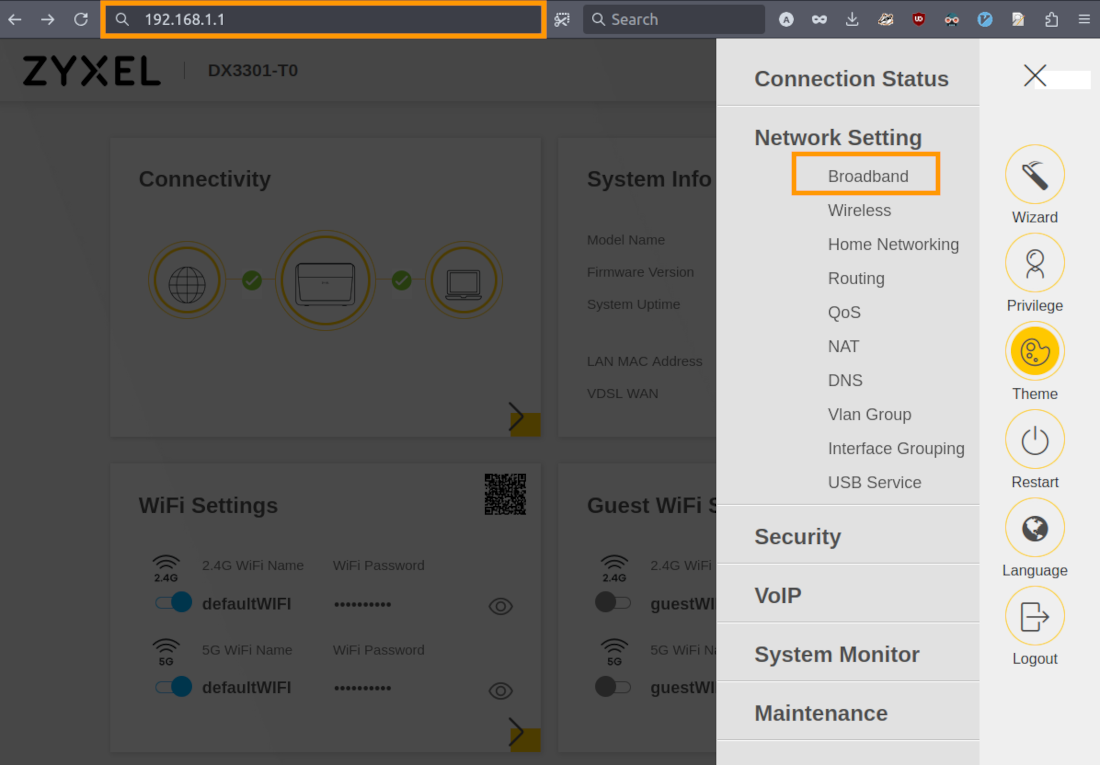 192.168.1.1
Search
ZYXEL
DX3301-T0
Connectivity
System Info
Model Name
Firmware Version
System Uptime
LAN MAC Address
VDSL WAN
WiFi Settings
2.4G
2.4G WiFi Name
WiFi Password
defaultWIFI
••••••••••
5G
5G WiFi Name
WiFi Password
defaultWIFI
••••••••••
Guest WiFi S
2.4G
2.4G WiFi
guestWI
5G
5G WiFi N
guestWI
Connection Status
Network Setting
Broadband
Wireless
Home Networking
Routing
QoS
NAT
DNS
Vlan Group
Interface Grouping
USB Service
Security
VoIP
System Monitor
Maintenance
Wizard
Privilege
Theme
Restart
Language
Logout